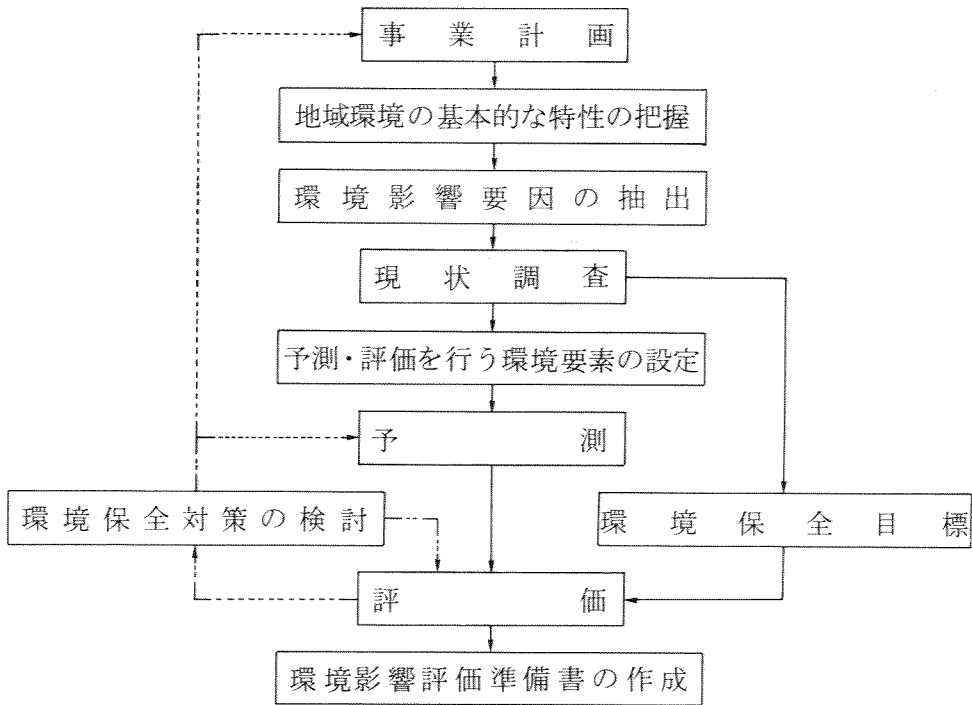 事業計画
地域環境の基本的な特性の把握
環境影響要因の抽出
現状調査
予測・評価を行う環境要素の設定
予測
環境保全対策の検討
環境保全目標
評価
環境影響評価準備書の作成